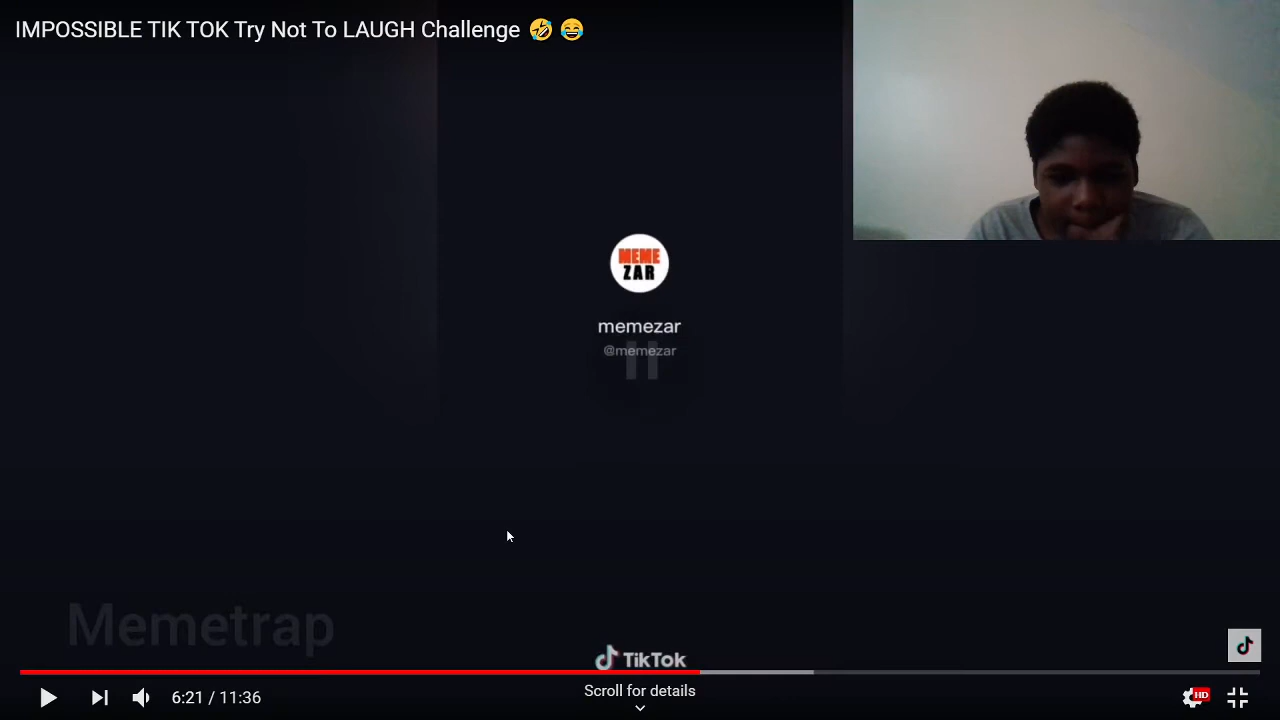 IMPOSSIBLE TIK TOK Try Not To LAUGH Challenge 🤣 😂
MEME
ZAR
memezar
@memezar
Memetrap
TikTok
6:21 / 11:36
Scroll for details
HD